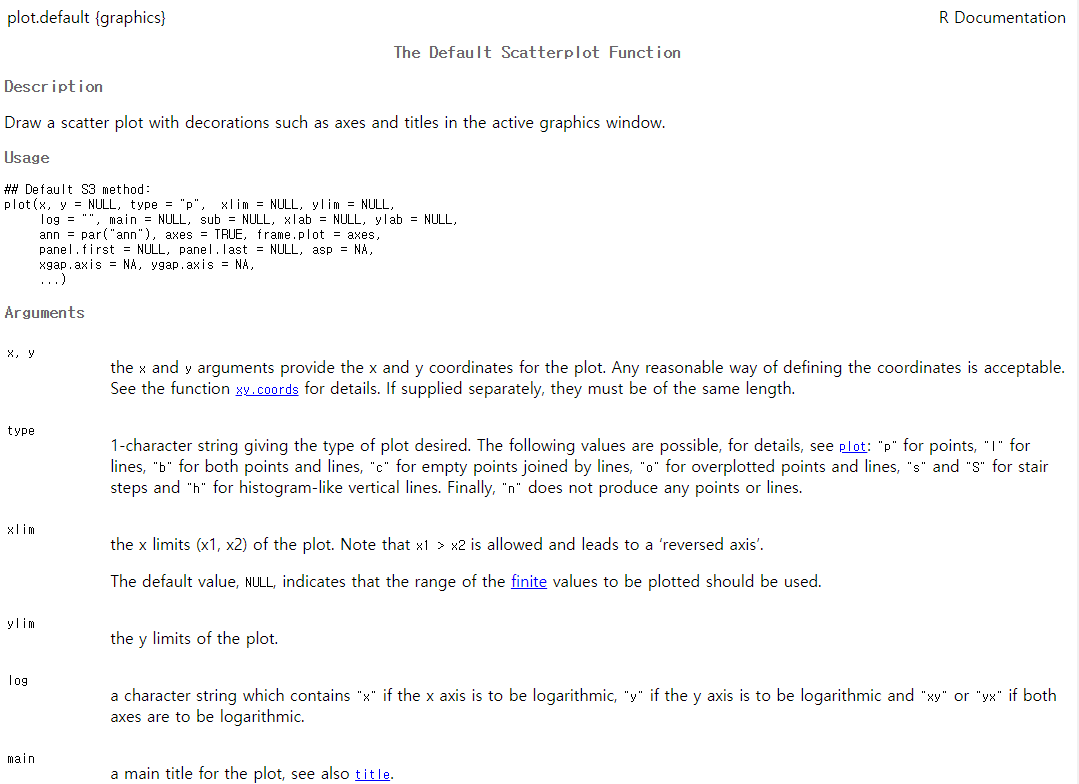 plot.default {graphics}
R Documentation
The Default Scatterplot Function
Description
Draw a scatter plot with decorations such as axes and titles in the active graphics window.
Usage
## Default S3 method:
plot(x, y = NULL, type = "p",  xlim = NULL, ylim = NULL,
     log = "", main = NULL, sub = NULL, xlab = NULL, ylab = NULL,
     ann = par("ann"), axes = TRUE, frame.plot = axes,
     panel.first = NULL, panel.last = NULL, asp = NA,
     xgap.axis = NA, ygap.axis = NA,
     ...)
Arguments
x, y
the x and y arguments provide the x and y coordinates for the plot. Any reasonable way of defining the coordinates is acceptable.
See the function xy.coords for details. If supplied separately, they must be of the same length.
type
1-character string giving the type of plot desired. The following values are possible, for details, see plot: "p" for points, "l" for
lines, "b" for both points and lines, "c" for empty points joined by lines, "o" for overplotted points and lines, "s" and "S" for stair
steps and "h" for histogram-like vertical lines. Finally, "n" does not produce any points or lines.
xlim
the x limits (x1, x2) of the plot. Note that x1 > x2 is allowed and leads to a ‘reversed axis’.
The default value, NULL, indicates that the range of the finite values to be plotted should be used.
ylim
the y limits of the plot.
log
a character string which contains "x" if the x axis is to be logarithmic, "y" if the y axis is to be logarithmic and "xy" or "yx" if both
axes are to be logarithmic.
main
a main title for the plot, see also title.